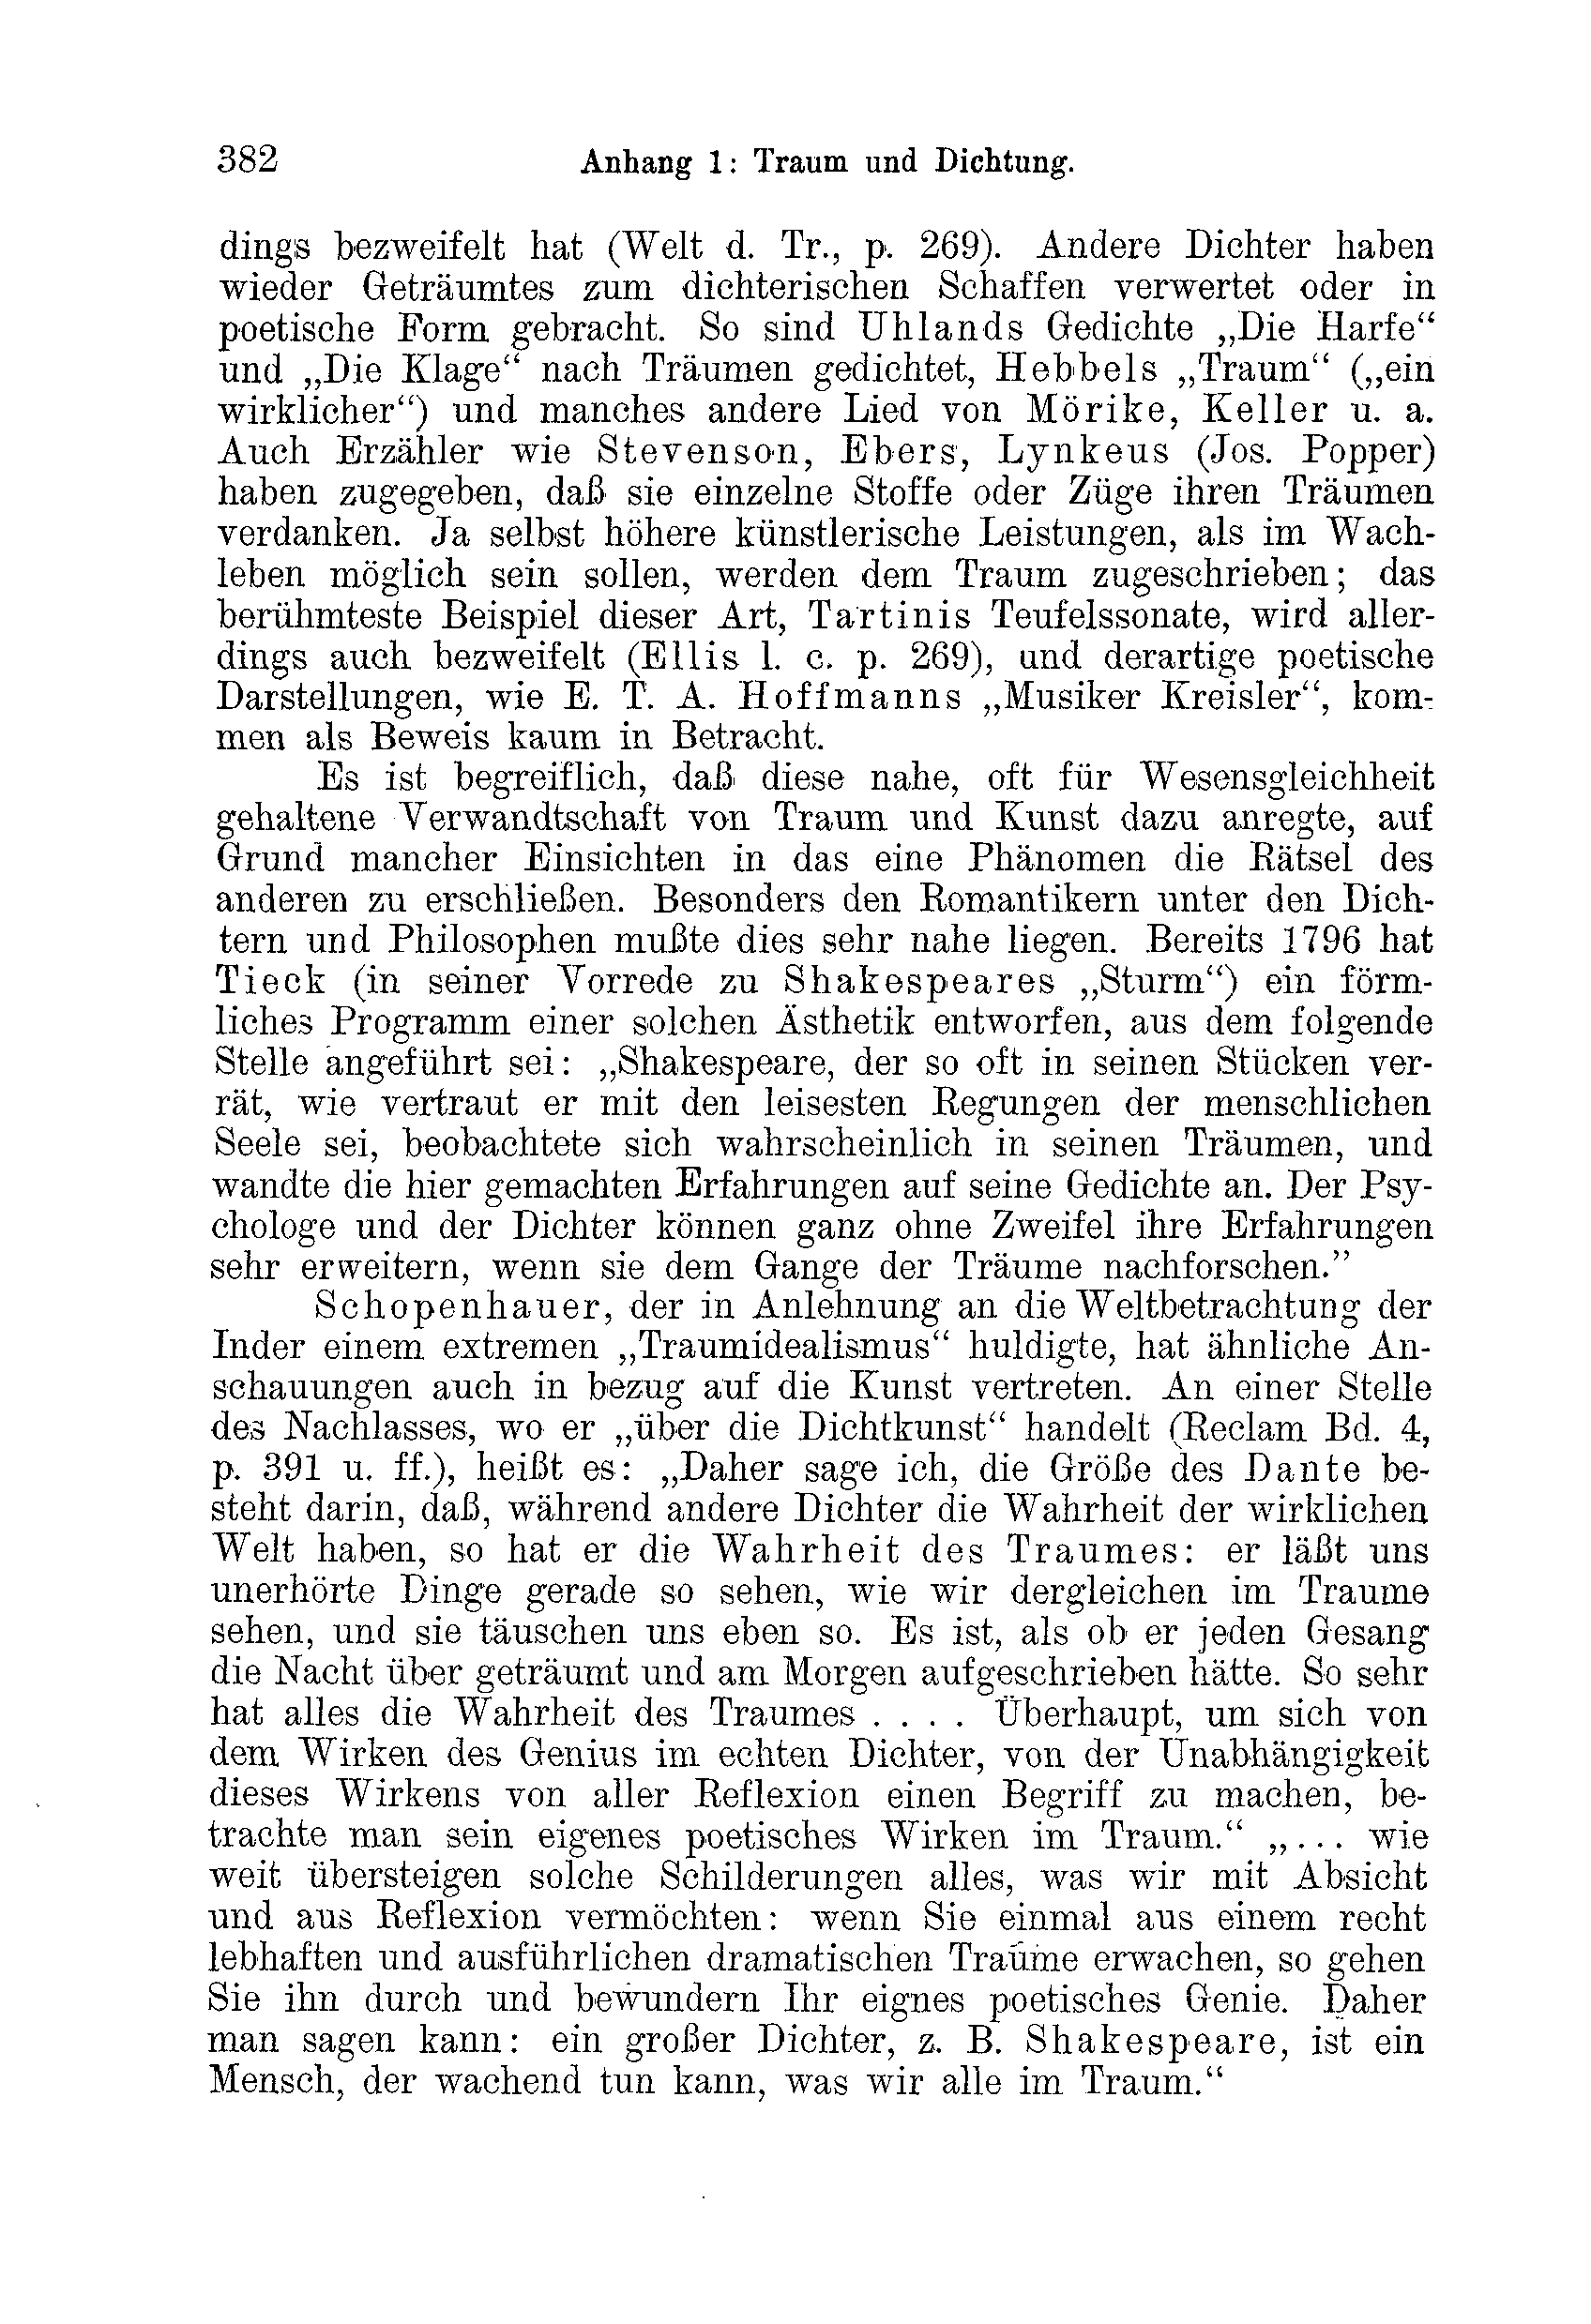 382 Anhang 1: Traum und Dichtung.
dings bezweifelt hat (Welt d. Tr., p. 269). Andere Dichter haben
wieder Geträumtes zum dichterischen Schaffen verwertet oder in
poetische Form gebracht. So sind Uhlands Gedichte „Die Harfe“
und „Die Klage“ nach Träumen gedichtet, Hebbels „Traum“ („ein
wirklicher“) und manches andere Lied von Mörike, Keller u. a.
Auch Erzähler wie Stevenson, Ebers, Lynkeus (Jos. Popper)
haben zugegeben, daß sie einzelne Stoffe oder Züge ihren Träumen
verdanken. Ja selbst höhere künstlerische Leistungen, als im Wach-
leben möglich sein sollen, werden dem Traum zugeschrieben; das
berühmteste Beispiel dieser Art, Tartinis Teufelssonate, wird aller-
dings auch bezweifelt (Ellis l. c. p. 269), und derartige poetische
Darstellungen, wie E. T. A. Hoffmanns „Musiker Kreisler“, kom-
men als Beweis kaum in Betracht.
Es ist begreiflich, daß diese nahe, oft für Wesensgleichheit
gehaltene Verwandtschaft von Traum und Kunst dazu anregte, auf
Grund mancher Einsichten in das eine Phänomen die Rätsel des
anderen zu erschließen. Besonders den Romantikern unter den Dich-
tern und Philosophen mußte dies sehr nahe liegen. Bereits 1796 hat
Tieck (in seiner Vorrede zu Shakespeares „Sturm“) ein förm-
liches Programm einer solchen Ästhetik entworfen, aus dem folgende
Stelle angeführt sei: „Shakespeare, der so oft in seinen Stücken ver-
rät, wie vertraut er mit den leisesten Regungen der menschlichen
Seele sei, beobachtete sich wahrscheinlich in seinen Träumen, und
wandte die hier gemachten Erfahrungen auf seine Gedichte an. Der Psy-
chologe und der Dichter können ganz ohne Zweifel ihre Erfahrungen
sehr erweitern, wenn sie dem Gange der Träume nachforschen.”
Schopenhauer, der in Anlehnung an die Weltbetrachtung der
Inder einem extremen „Traumidealismus“ huldigte, hat ähnliche An-
schauungen auch in bezug auf die Kunst vertreten. An einer Stelle
des Nachlasses, wo er „über die Dichtkunst“ handelt (Reclam Bd. 4,
p. 391 u. ff.), heißt es: „Daher sage ich, die Größe des Dante be-
steht darin, daß, während andere Dichter die Wahrheit der wirklichen
Welt haben, so hat er die Wahrheit des Traumes: er läßt uns
unerhörte Dinge gerade so sehen, wie wir dergleichen im Traume
sehen, und sie täuschen uns eben so. Es ist, als ob er jeden Gesang
die Nacht über geträumt und am Morgen aufgeschrieben hätte. So sehr
hat alles die Wahrheit des Traumes . . . . Überhaupt, um sich von
dem Wirken des Genius im echten Dichter, von der Unabhängigkeit
dieses Wirkens von aller Reflexion einen Begriff zu machen, be-
trachte man sein eigenes poetisches Wirken im Traum.“ „... wie
weit übersteigen solche Schilderungen alles, was wir mit Absicht
und aus Reflexion vermöchten: wenn Sie einmal aus einem recht
lebhaften und ausführlichen dramatischen Traume erwachen, so gehen
Sie ihn durch und bewundern Ihr eignes poetisches Genie. Daher
man sagen kann: ein großer Dichter, z. B. Shakespeare, ist ein
Mensch, der wachend tun kann, was wir alle im Traum.“